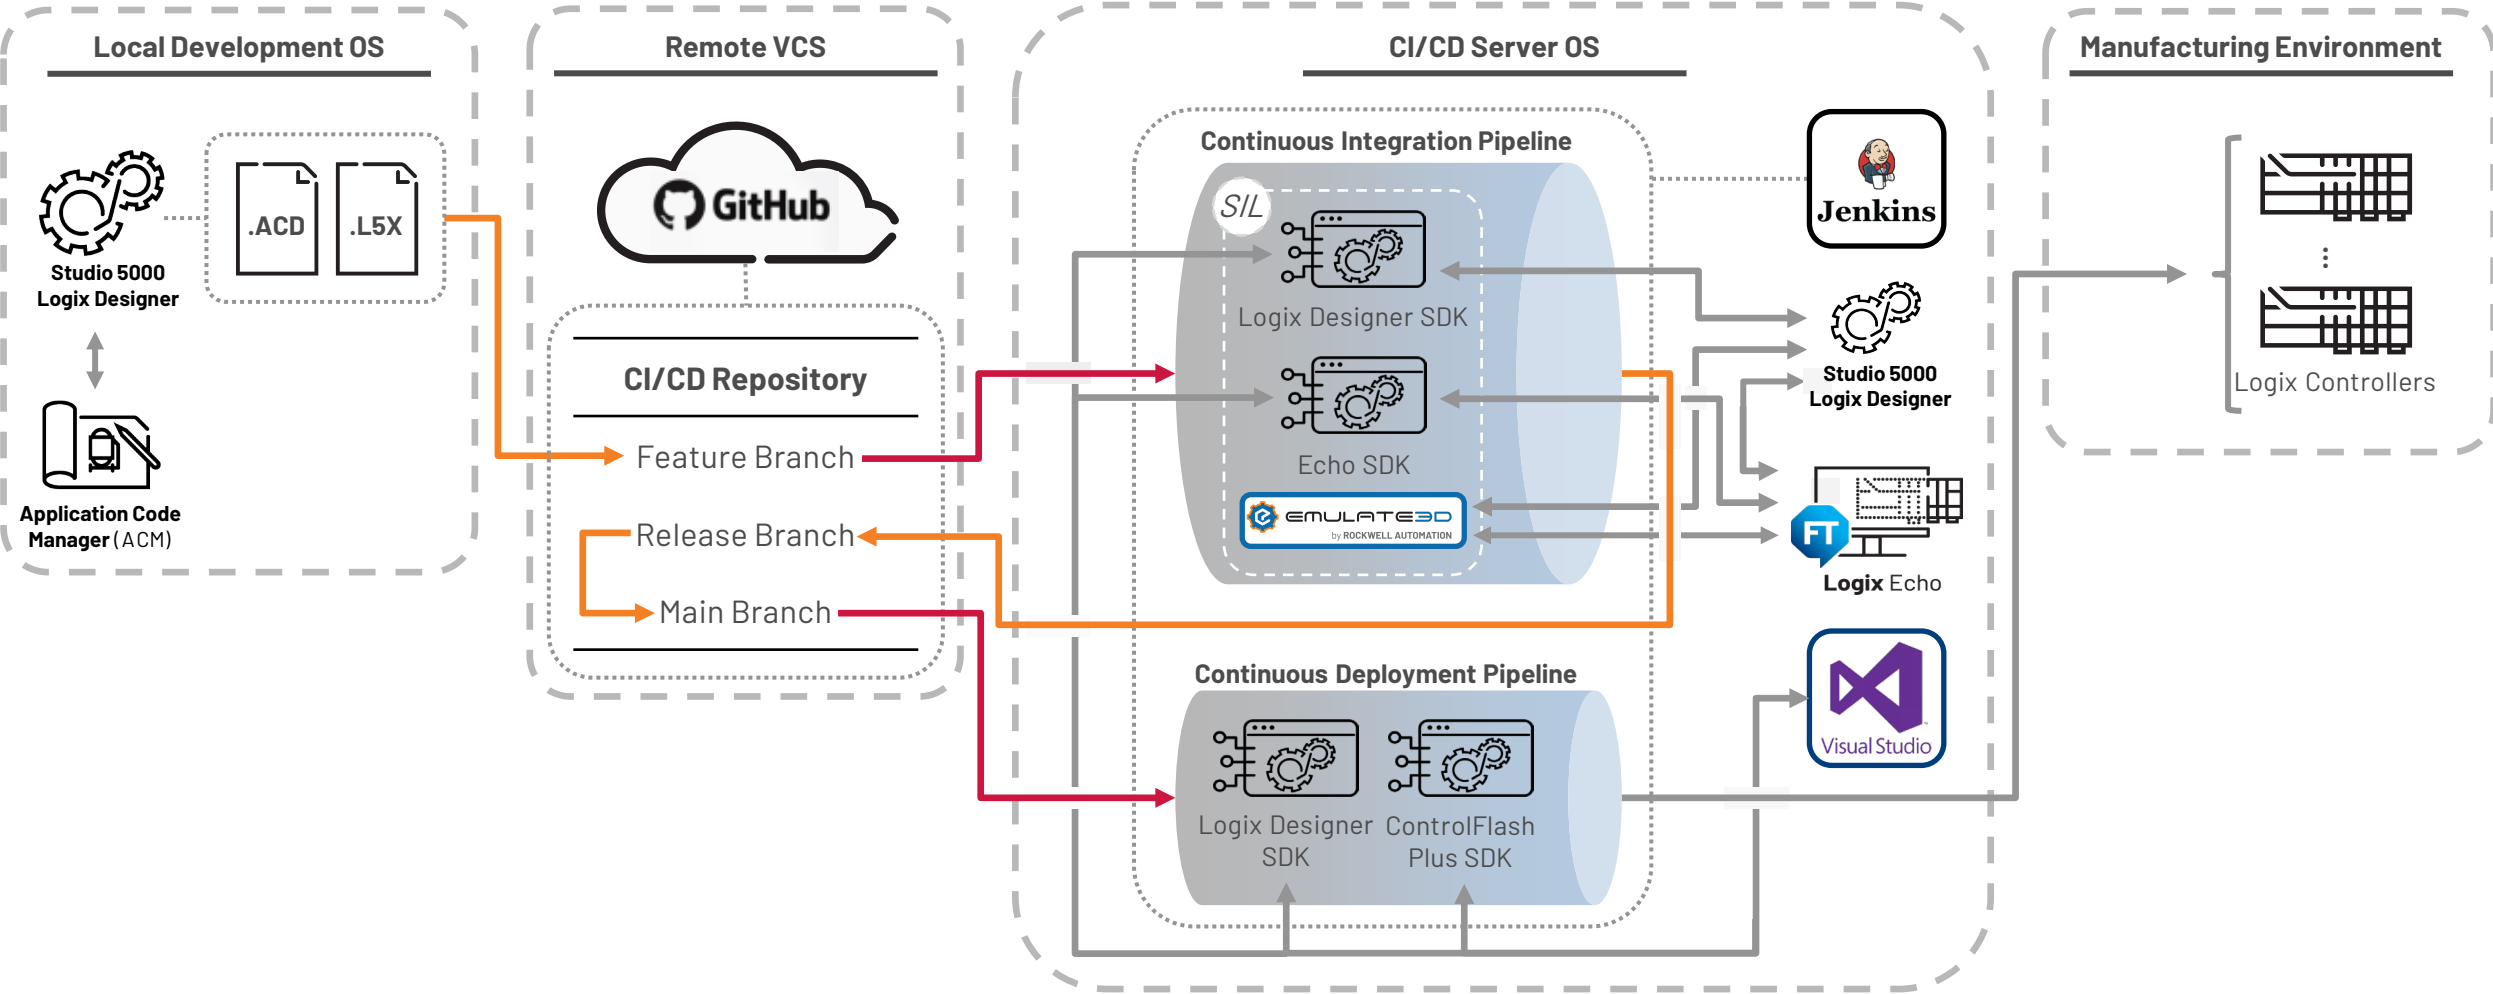 Local Development OS
.ACD
.L5X
Studio 5000
Logix Designer
Application Code
Manager (ACM)
Remote VCS
GitHub
CI/CD Repository
Feature Branch
Release Branch
Main Branch
CI/CD Server OS
Continuous Integration Pipeline
SIL
Logix Designer SDK
Echo SDK
EMULATE3D
by ROCKWELL AUTOMATION
Continuous Deployment Pipeline
Logix Designer
SDK
ControlFlash
Plus SDK
Jenkins
Studio 5000
Logix Designer
FT
Logix Echo
Visual Studio
Manufacturing Environment
Logix Controllers